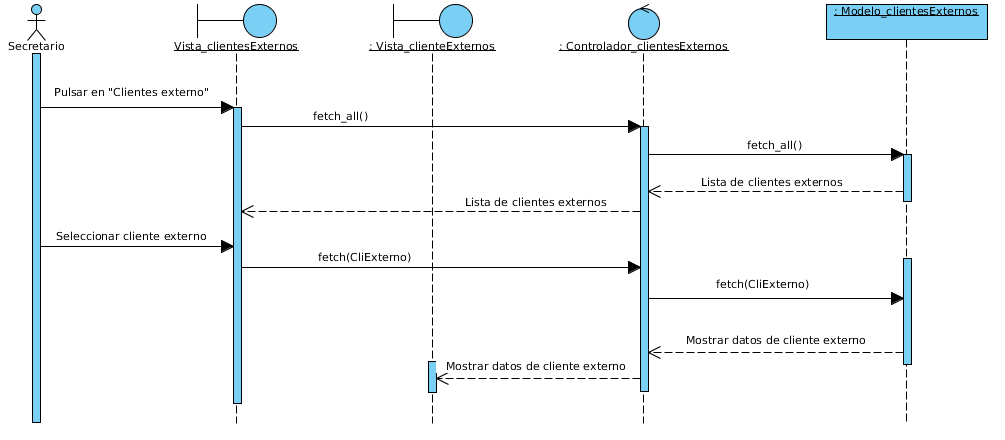 Secretario
Vista_clientesExternos
: Vista_clienteExternos
: Controlador_clientesExternos
: Modelo_clientesExternos
Pulsar en "Clientes externo"
fetch_all()
fetch_all()
Lista de clientes externos
Lista de clientes externos
Seleccionar cliente externo
fetch(CliExterno)
fetch(CliExterno)
Mostrar datos de cliente externo
Mostrar datos de cliente externo